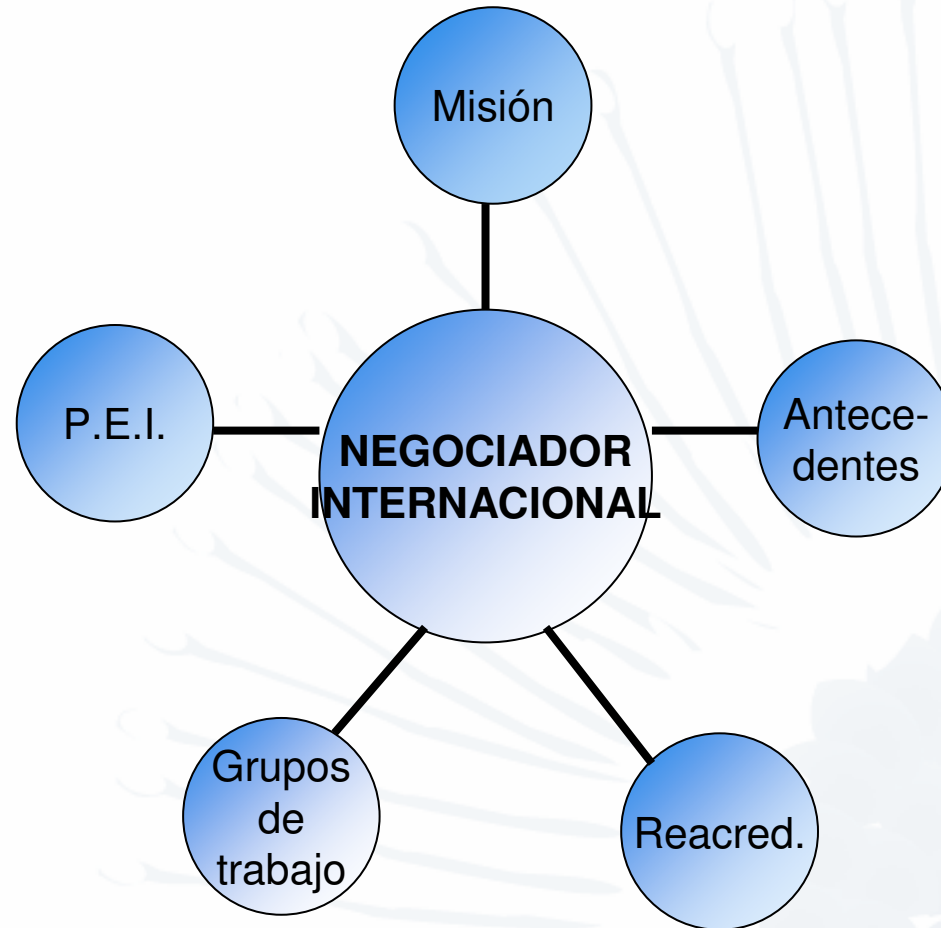 Misión
P.E.I.
NEGOCIADOR
INTERNACIONAL
Antece-
dentes
Grupos
de
trabajo
Reacred.